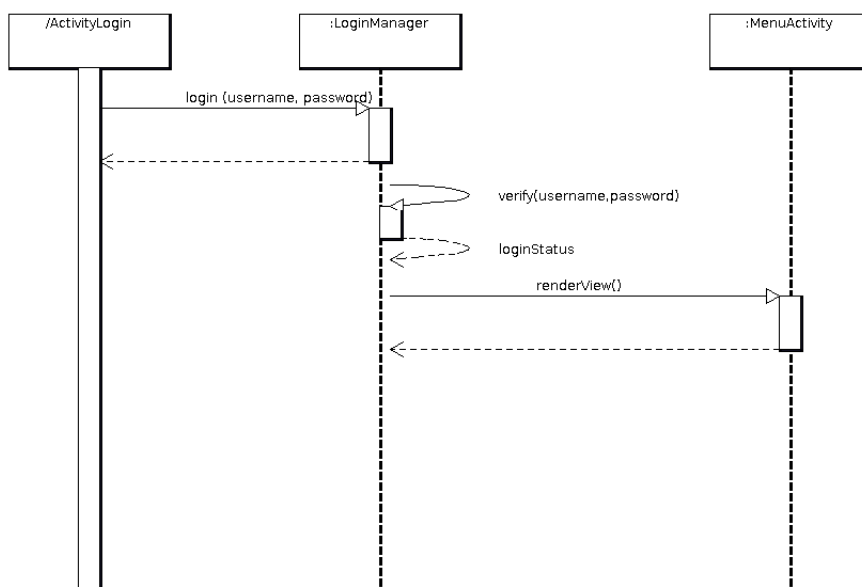 /ActivityLogin
:LoginManager
:MenuActivity
login (username, password)
verify(username,password)
loginStatus
renderView()